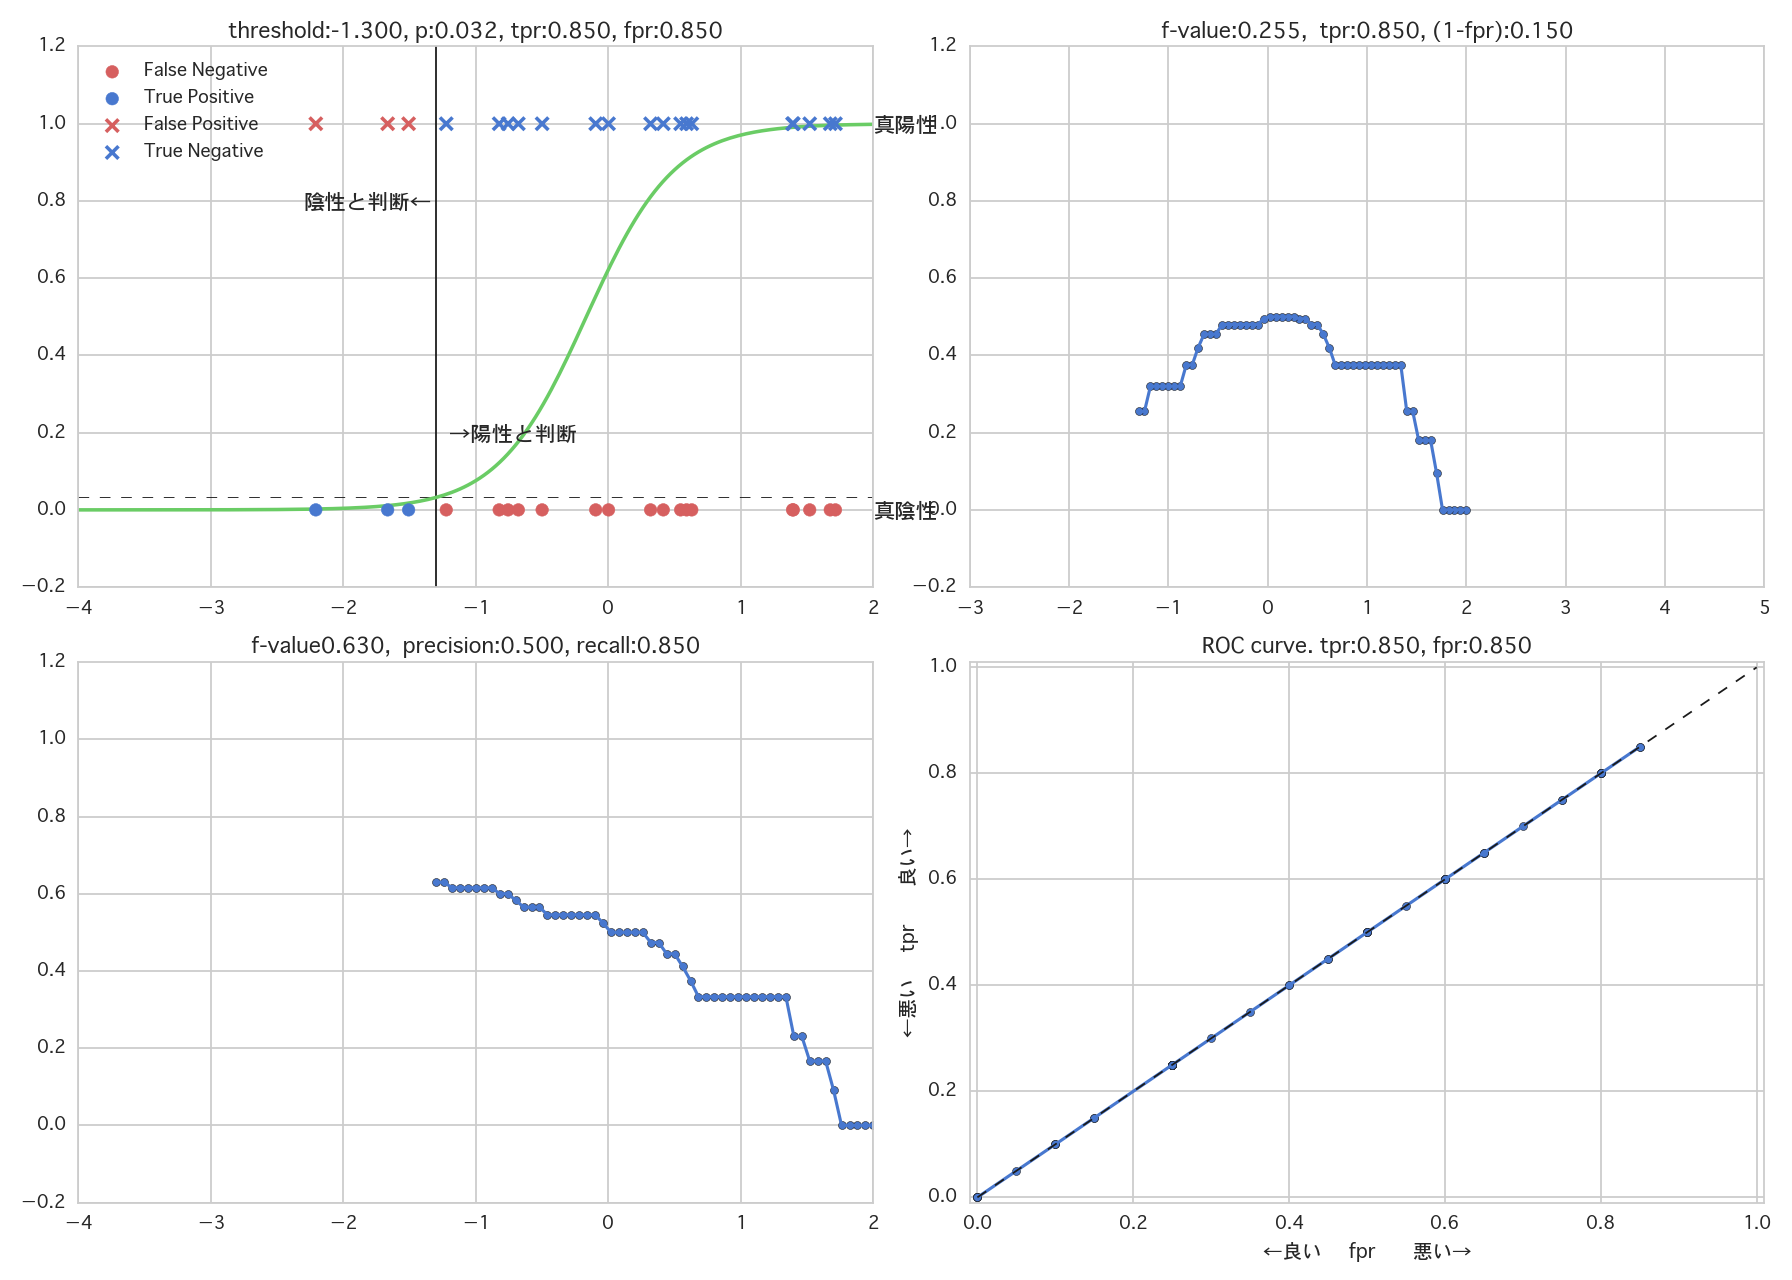 threshold:-1.300, p:0.032, tpr:0.850, fpr:0.850
1.2
False Negative
True Positive
False Positive
True Negative
1.0
真陽性
陰性と判断←
0.8
0.6
0.4
→陽性と判断
0.2
0.0
真陰性
−0.2
−4 −3 −2 −1 0 1 2
f-value:0.255, tpr:0.850, (1-fpr):0.150
1.2
1.0
0.8
0.6
0.4
0.2
0.0
−0.2
−3 −2 −1 0 1 2 3 4 5
f-value0.630, precision:0.500, recall:0.850
1.2
1.0
0.8
0.6
0.4
0.2
0.0
−0.2
−4 −3 −2 −1 0 1 2
ROC curve. tpr:0.850, fpr:0.850
1.0
0.8
0.6
0.4
0.2
0.0
←悪い tpr 良い→
0.0 0.2 0.4 0.6 0.8 1.0
←良い fpr 悪い→